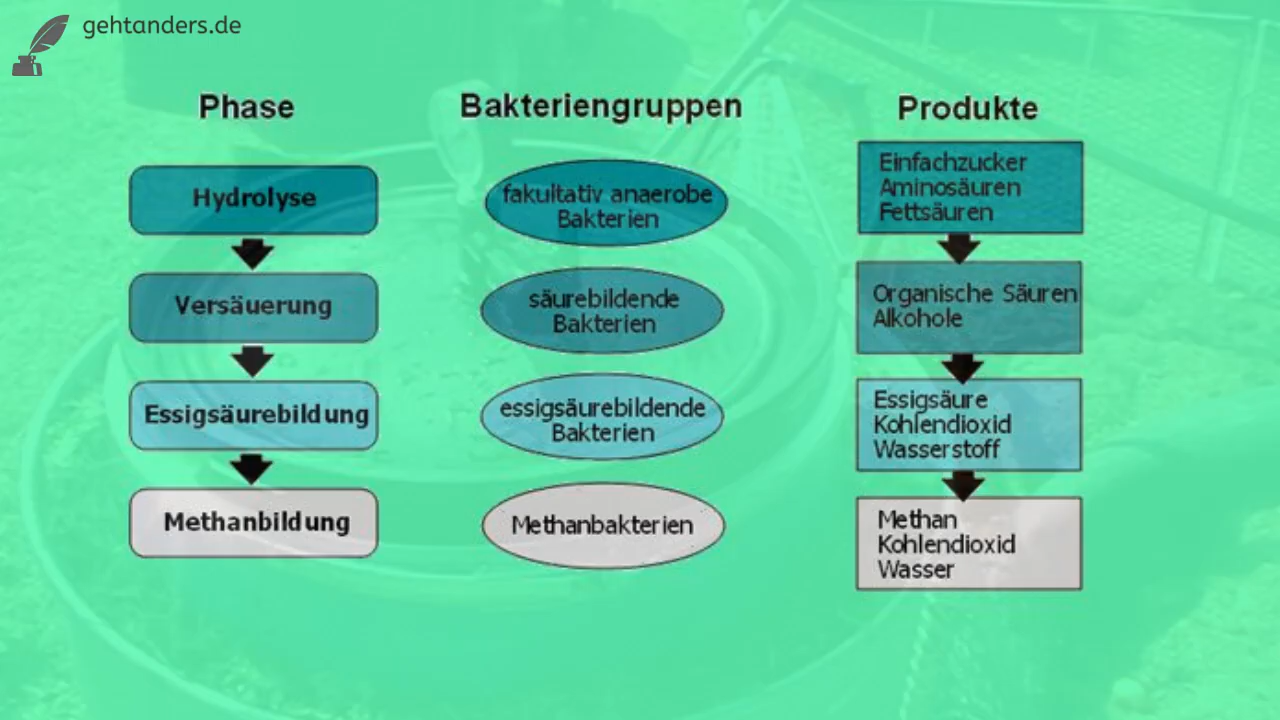 gehtanders.de
Phase
Bakteriengruppen
Produkte
Hydrolyse
fakultativ anaerobe
Bakterien
Einfachzucker
Aminosäuren
Fettsäuren
Versäuerung
säurebildende
Bakterien
Organische Säuren
Alkohole
Essigsäurebildung
essigsäurebildende
Bakterien
Essigsäure
Kohlendioxid
Wasserstoff
Methanbildung
Methanbakterien
Methan
Kohlendioxid
Wasser